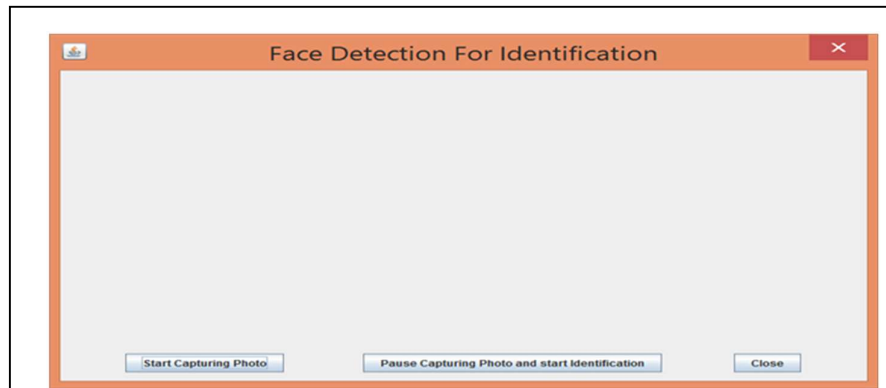 Face Detection For Identification
Start Capturing Photo
Pause Capturing Photo and start Identification
Close